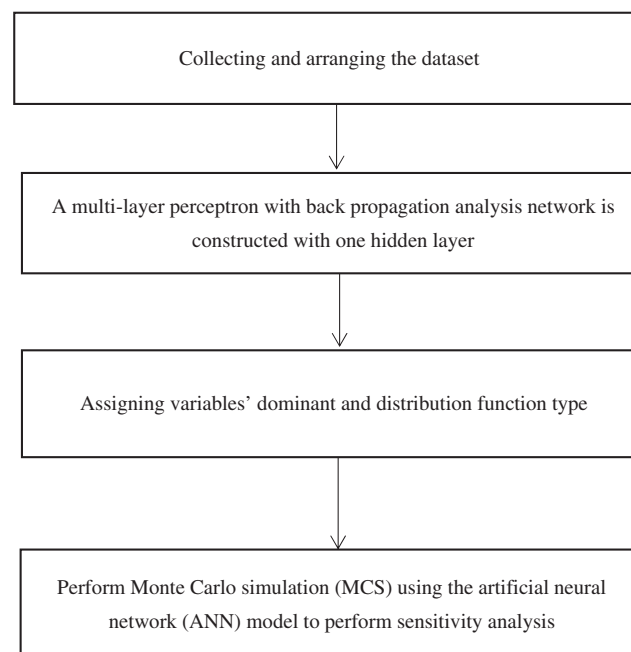 Collecting and arranging the dataset
A multi-layer perceptron with back propagation analysis network is
constructed with one hidden layer
Assigning variables’ dominant and distribution function type
Perform Monte Carlo simulation (MCS) using the artificial neural
network (ANN) model to perform sensitivity analysis